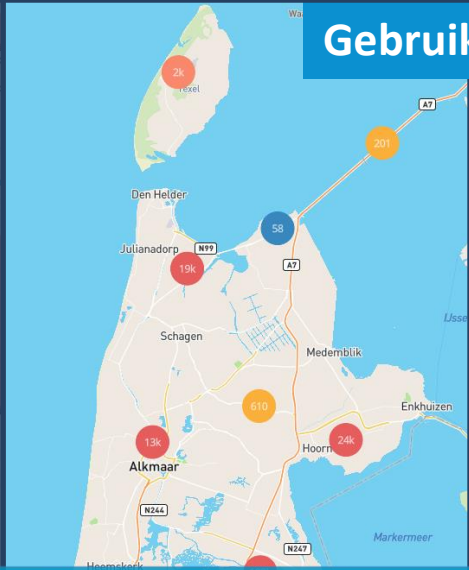 Gebruik
2k
Texel
A7
201
Den Helder
58
Julianadorp
N99
19k
A7
Schagen
Medemblik
610
Enkhuizen
13k
24k
Hoorn
Alkmaar
N244
Markermeer
N247